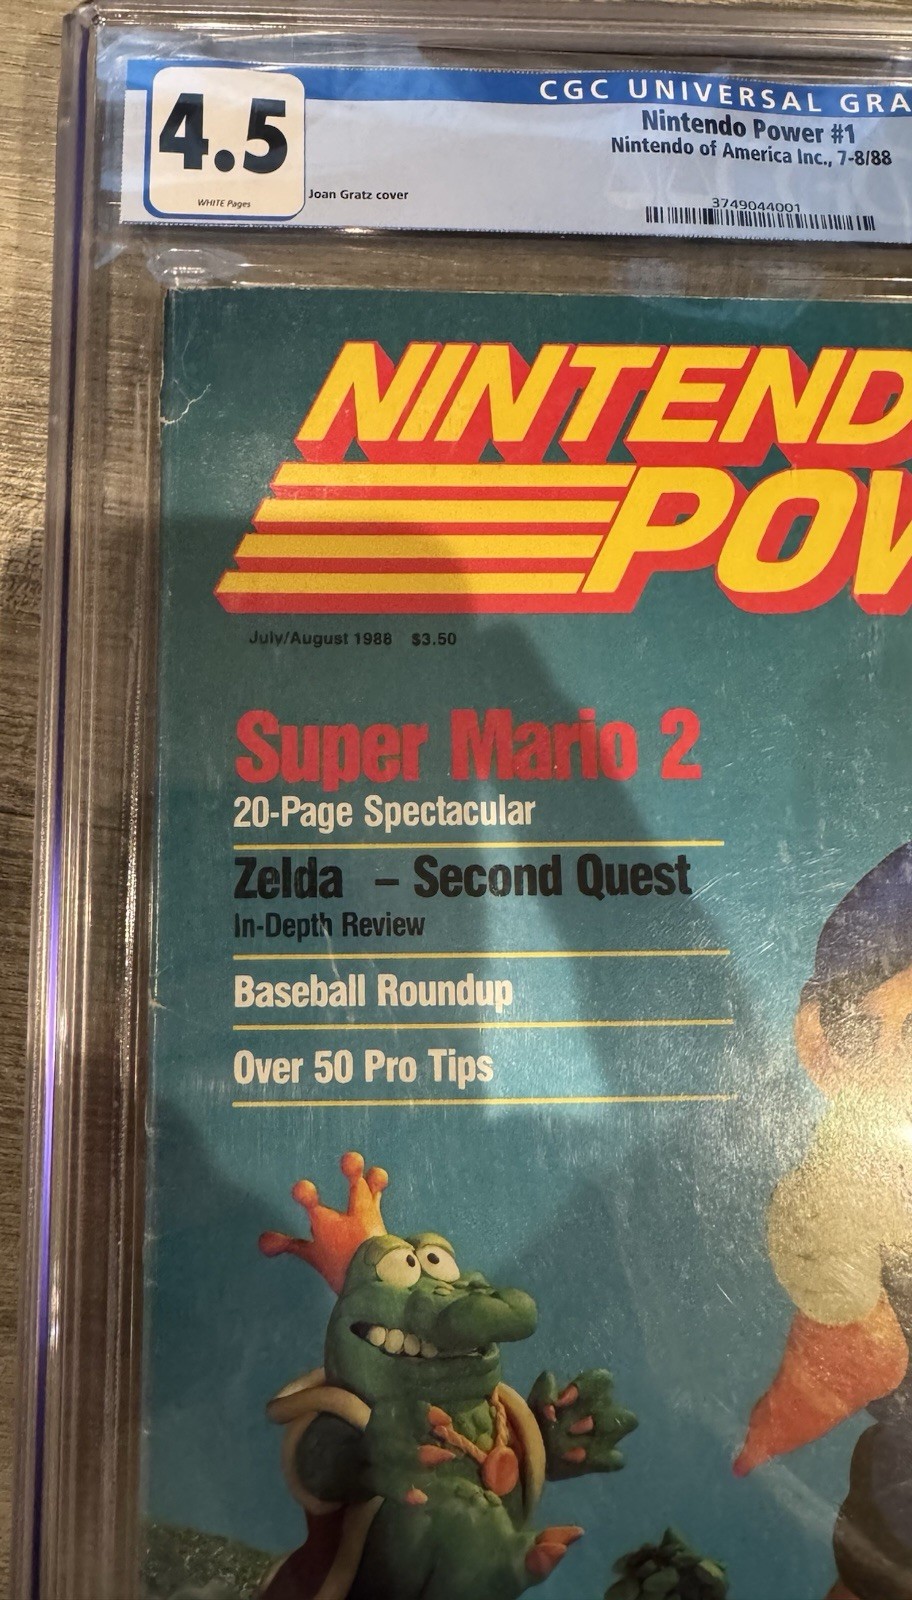 4.5
WHITE Pages
CGC UNIVERSAL GRA
Nintendo Power #1
Nintendo of America Inc., 7-8/88
Joan Gratz cover
3749044001
NINTEND
POW
July/August 1988 $3.50
Super Mario 2
20-Page Spectacular
Zelda – Second Quest
In-Depth Review
Baseball Roundup
Over 50 Pro Tips